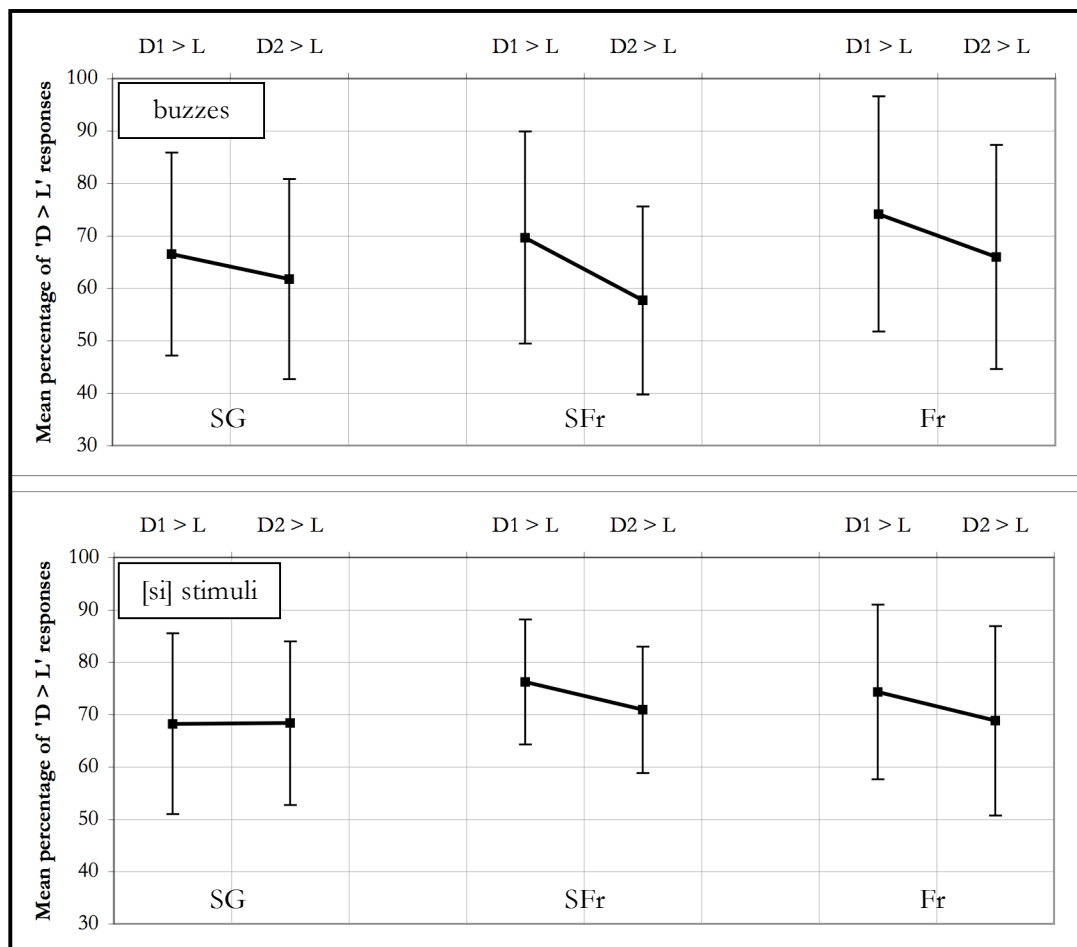 D1 > L D2 > L D1 > L D2 > L D1 > L D2 > L
Mean percentage of 'D > L' responses
100
90
80
70
60
50
40
30
buzzes
SG SFr Fr
D1 > L D2 > L D1 > L D2 > L D1 > L D2 > L
Mean percentage of 'D > L' responses
100
90
80
70
60
50
40
30
[si] stimuli
SG SFr Fr